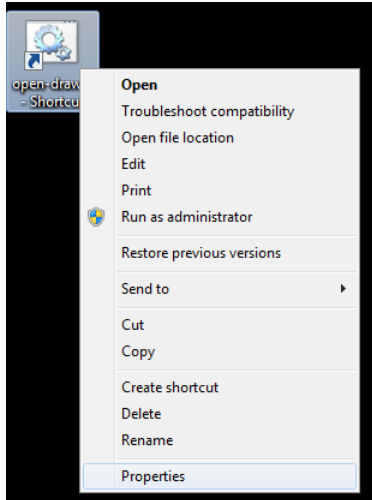 open-draw
- Shortcu
Open
Troubleshoot compatibility
Open file location
Edit
Print
Run as administrator
Restore previous versions
Send to
Cut
Copy
Create shortcut
Delete
Rename
Properties